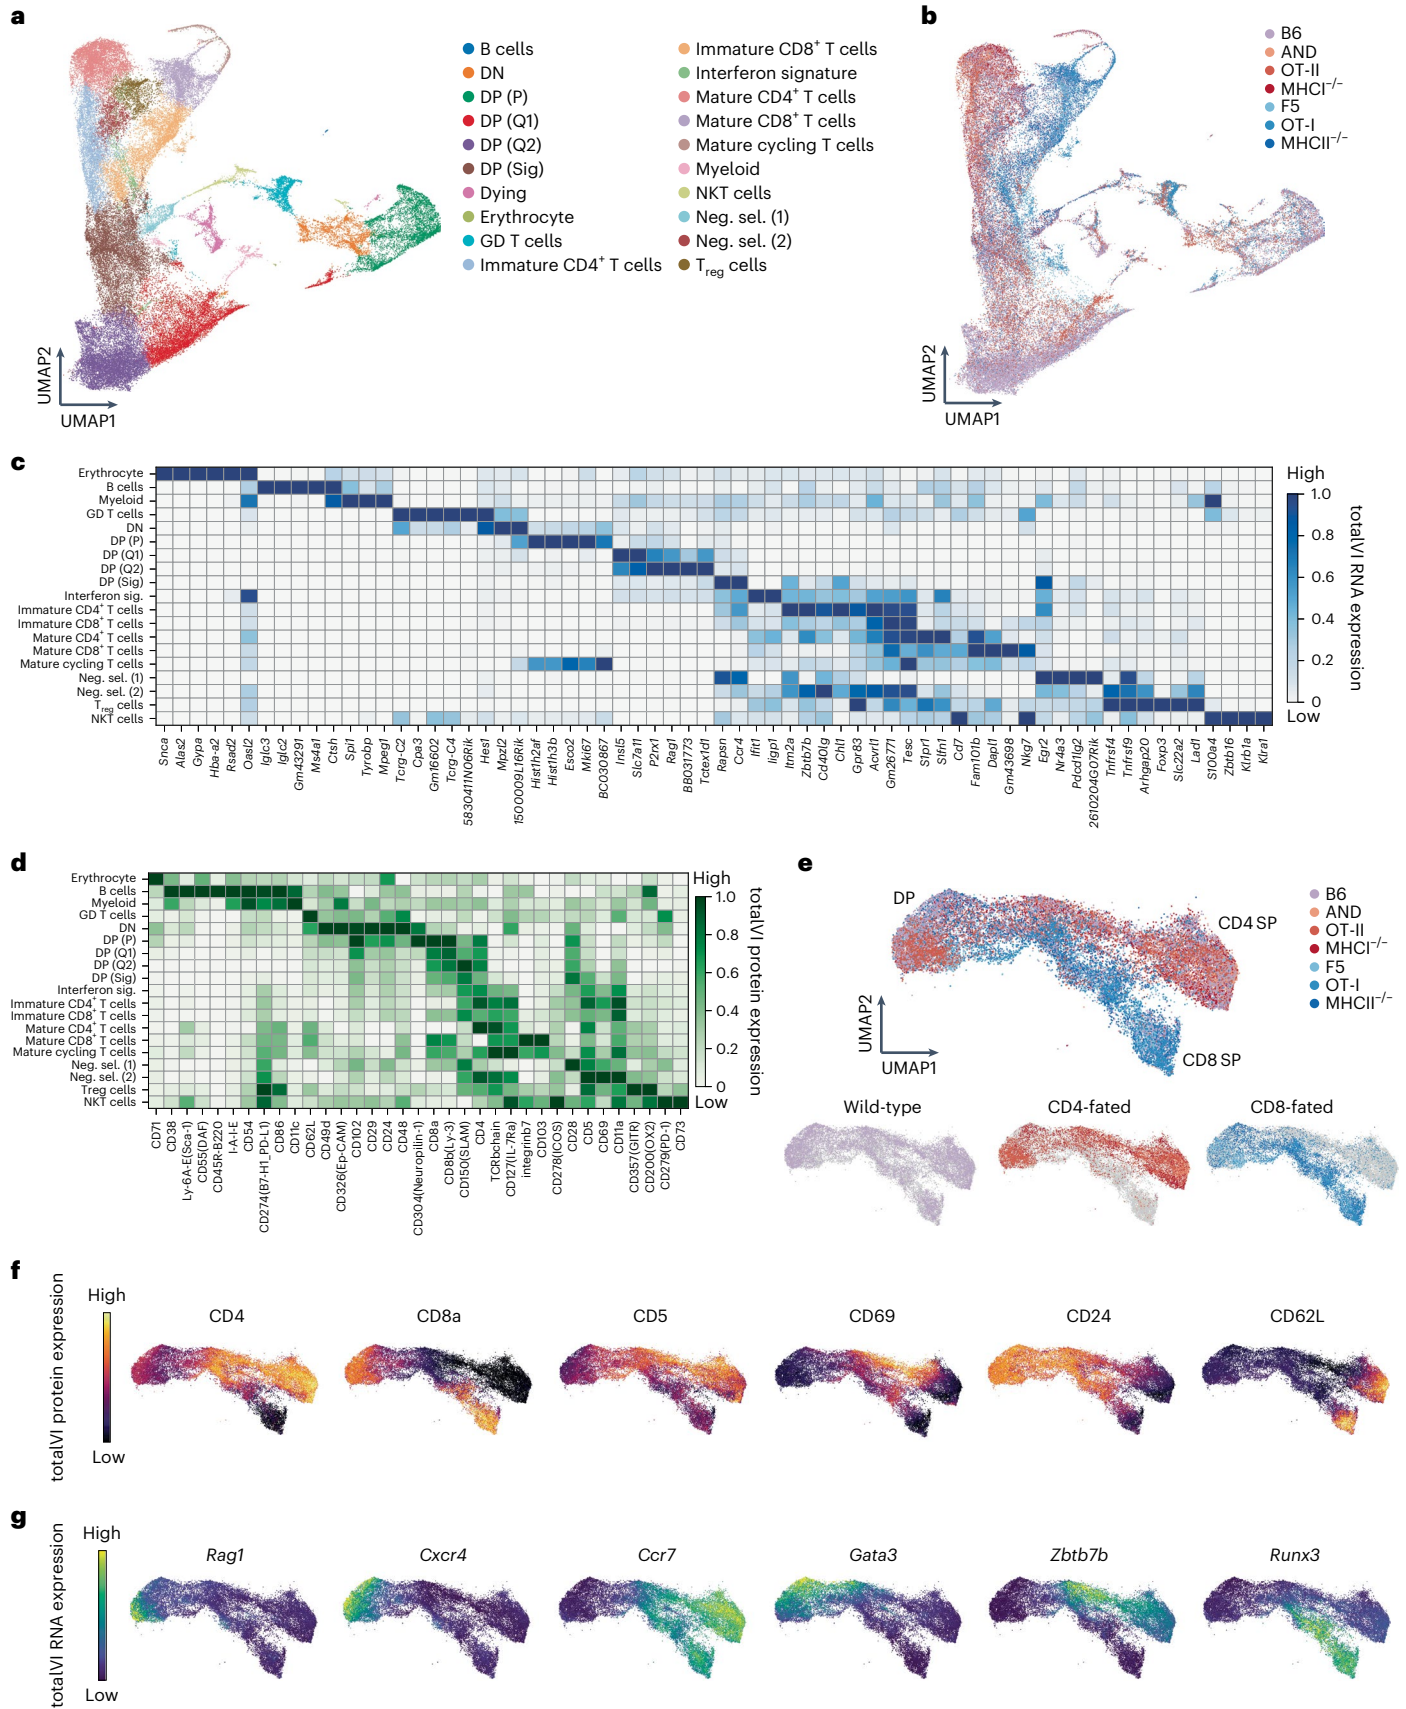 a
B cells
DN
DP (P)
DP (Q1)
DP (Q2)
DP (Sig)
Dying
Erythrocyte
GD T cells
Immature CD4+ T cells
Immature CD8+ T cells
Interferon signature
Mature CD4+ T cells
Mature CD8+ T cells
Mature cycling T cells
Myeloid
NKT cells
Neg. sel. (1)
Neg. sel. (2)
Treg cells
UMAP2
UMAP1
b
B6
AND
OT-II
MHCI−/−
F5
OT-I
MHCII−/−
UMAP2
UMAP1
c
Erythrocyte
B cells
Myeloid
GD T cells
DN
DP (P)
DP (Q1)
DP (Q2)
DP (Sig)
Interferon sig.
Immature CD4+ T cells
Immature CD8+ T cells
Mature CD4+ T cells
Mature CD8+ T cells
Mature cycling T cells
Neg. sel. (1)
Neg. sel. (2)
Treg cells
NKT cells
Snca
Alas2
Gypa
Hba-a2
Rsad2
Oasl2
Iglc3
Iglc2
Gm43291
Ms4a1
Ctsh
Spi1
Tyrobp
Mpeg1
Tcrg-C2
Cpa3
Gm16602
Tcrg-C4
5830411N06Rik
Hes1
Mpzl2
1500009L16Rik
Hist1h2af
Hist1h3b
Esco2
Mki67
BC030867
Insl5
Slc7a11
P2rx1
Rag1
BB031773
Tctex1d1
Rapsn
Ccr4
Ifit1
Iigp1
Itm2a
Zbtb7b
Cd40lg
Chl1
Gpr83
Acvrl1
Gm26771
Tesc
S1pr1
Slfn1
Cd7
Fam101b
Dapl1
Gm43698
Nkg7
Egr2
Nr4a3
Pdcd1lg2
2610204G07Rik
Tnfrsf4
Tnfrsf9
Arhgap20
Foxp3
Slc22a2
Lad1
S100a4
Zbtb16
Klrb1a
Klra1
High
1.0
0.8
0.6
0.4
0.2
0
Low
totalVI RNA expression
d
Erythrocyte
B cells
Myeloid
GD T cells
DN
DP (P)
DP (Q1)
DP (Q2)
DP (Sig)
Interferon sig.
Immature CD4+ T cells
Immature CD8+ T cells
Mature CD4+ T cells
Mature CD8+ T cells
Mature cycling T cells
Neg. sel. (1)
Neg. sel. (2)
Treg cells
NKT cells
CD71
CD38
Ly-6A-E(Sca-1)
CD55(DAF)
CD45R-B220
I-A-I-E
CD54
CD274(B7-H1_PD-L1)
CD86
CD11c
CD62L
CD49d
CD326(Ep-CAM)
CD102
CD29
CD24
CD48
CD304(Neuropilin-1)
CD8a
CD8b(Ly-3)
CD150(SLAM)
CD4
TCRbchain
CD127(IL-7Ra)
integrinb7
CD103
CD278(ICOS)
CD28
CD5
CD69
CD11a
CD357(GITR)
CD200(OX2)
CD279(PD-1)
CD73
High
1.0
0.8
0.6
0.4
0.2
0
Low
totalVI protein expression
e
DP
CD4 SP
CD8 SP
B6
AND
OT-II
MHCI−/−
F5
OT-I
MHCII−/−
UMAP2
UMAP1
Wild-type
CD4-fated
CD8-fated
f
totalVI protein expression
High
Low
CD4
CD8a
CD5
CD69
CD24
CD62L
g
totalVI RNA expression
High
Low
Rag1
Cxcr4
Ccr7
Gata3
Zbtb7b
Runx3